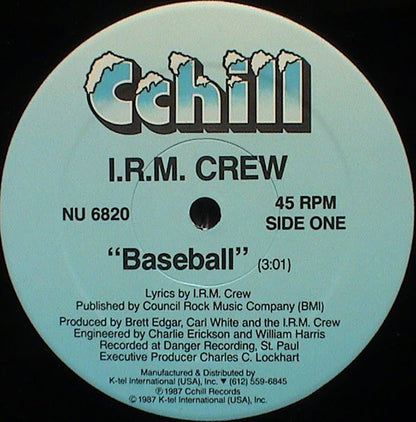 Cchill
I.R.M. CREW
NU 6820
45 RPM
SIDE ONE
“Baseball” (3:01)
Lyrics by I.R.M. Crew
Published by Council Rock Music Company (BMI)
Produced by Brett Edgar, Carl White and the I.R.M. Crew
Engineered by Charlie Erickson and William Harris
Recorded at Danger Recording, St. Paul
Executive Producer Charles C. Lockhart
Manufactured & Distributed by
K-tel International (USA), Inc. ▼ (612) 559-6845
℗ 1987 Cchill Records
© 1987 K-tel International (USA), Inc.